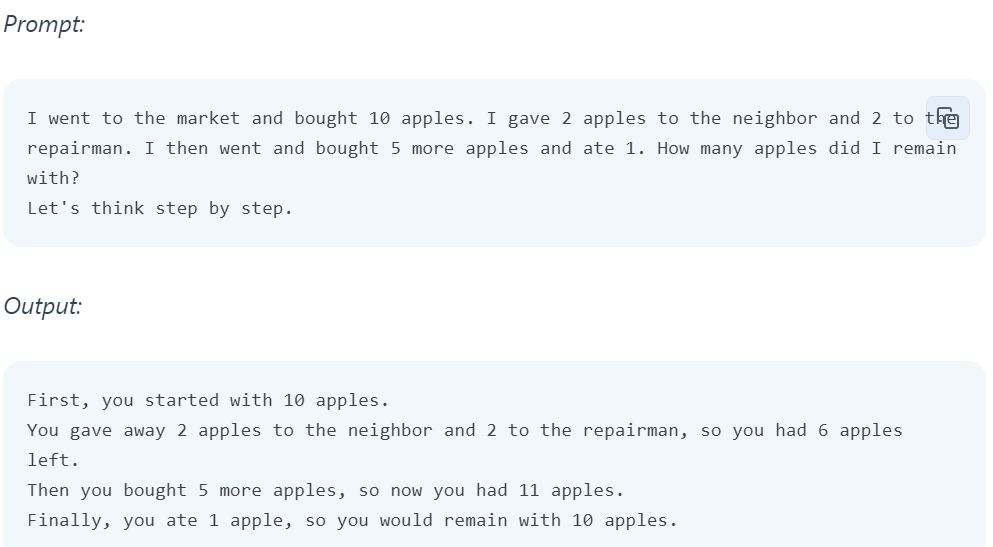 Prompt:
I went to the market and bought 10 apples. I gave 2 apples to the neighbor and 2 to the
repairman. I then went and bought 5 more apples and ate 1. How many apples did I remain
with?
Let's think step by step.
Output:
First, you started with 10 apples.
You gave away 2 apples to the neighbor and 2 to the repairman, so you had 6 apples
left.
Then you bought 5 more apples, so now you had 11 apples.
Finally, you ate 1 apple, so you would remain with 10 apples.